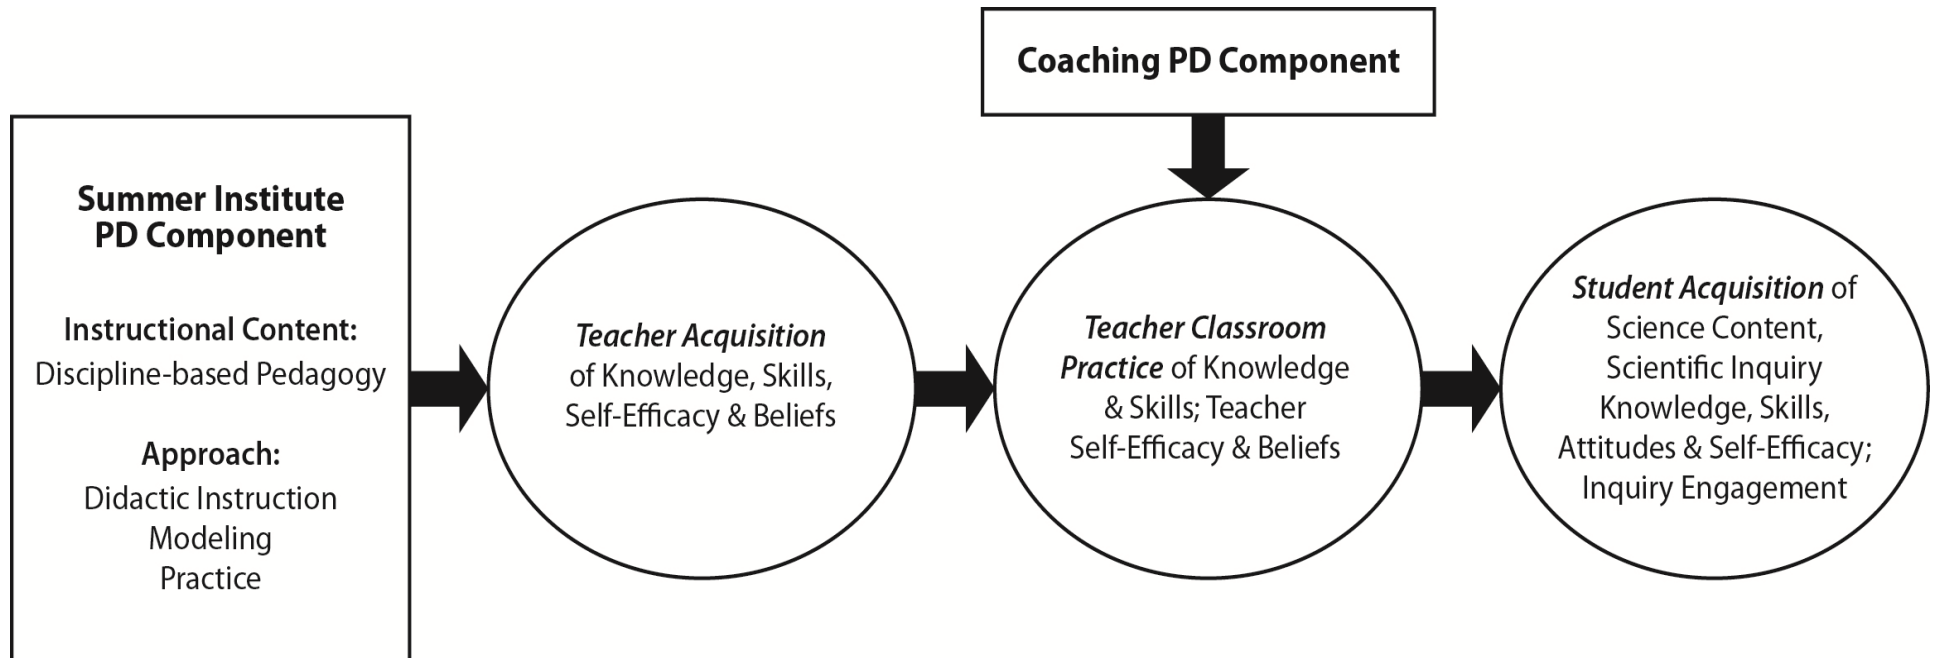 Coaching PD Component
Summer Institute
PD Component
Instructional Content:
Discipline-based Pedagogy
Approach:
Didactic Instruction
Modeling
Practice
Teacher Acquisition
of Knowledge, Skills,
Self-Efficacy & Beliefs
Teacher Classroom
Practice of Knowledge
& Skills; Teacher
Self-Efficacy & Beliefs
Student Acquisition of
Science Content,
Scientific Inquiry
Knowledge, Skills,
Attitudes & Self-Efficacy;
Inquiry Engagement